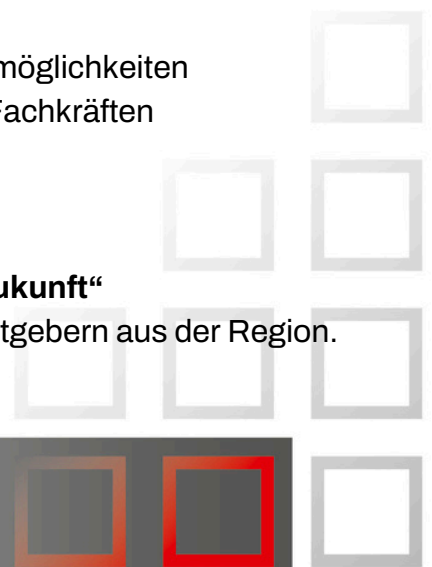 möglichkeiten
Fachkräften
ukunft“
tgebern aus der Region.